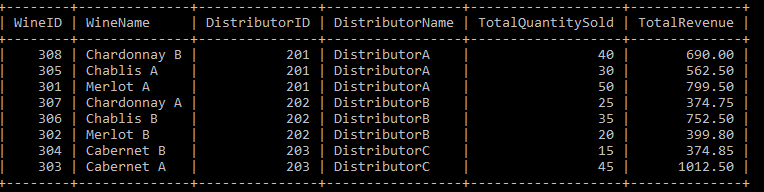 +--------+--------------+---------------+-----------------+-------------------+--------------+
| WineID | WineName     | DistributorID | DistributorName | TotalQuantitySold | TotalRevenue |
+--------+--------------+---------------+-----------------+-------------------+--------------+
|    308 | Chardonnay B |           201 | DistributorA    |                40 |       690.00 |
|    305 | Chablis A    |           201 | DistributorA    |                30 |       562.50 |
|    301 | Merlot A     |           201 | DistributorA    |                50 |       799.50 |
|    307 | Chardonnay A |           202 | DistributorB    |                25 |       374.75 |
|    306 | Chablis B    |           202 | DistributorB    |                35 |       752.50 |
|    302 | Merlot B     |           202 | DistributorB    |                20 |       399.80 |
|    304 | Cabernet B   |           203 | DistributorC    |                15 |       374.85 |
|    303 | Cabernet A   |           203 | DistributorC    |                45 |      1012.50 |
+--------+--------------+---------------+-----------------+-------------------+--------------+